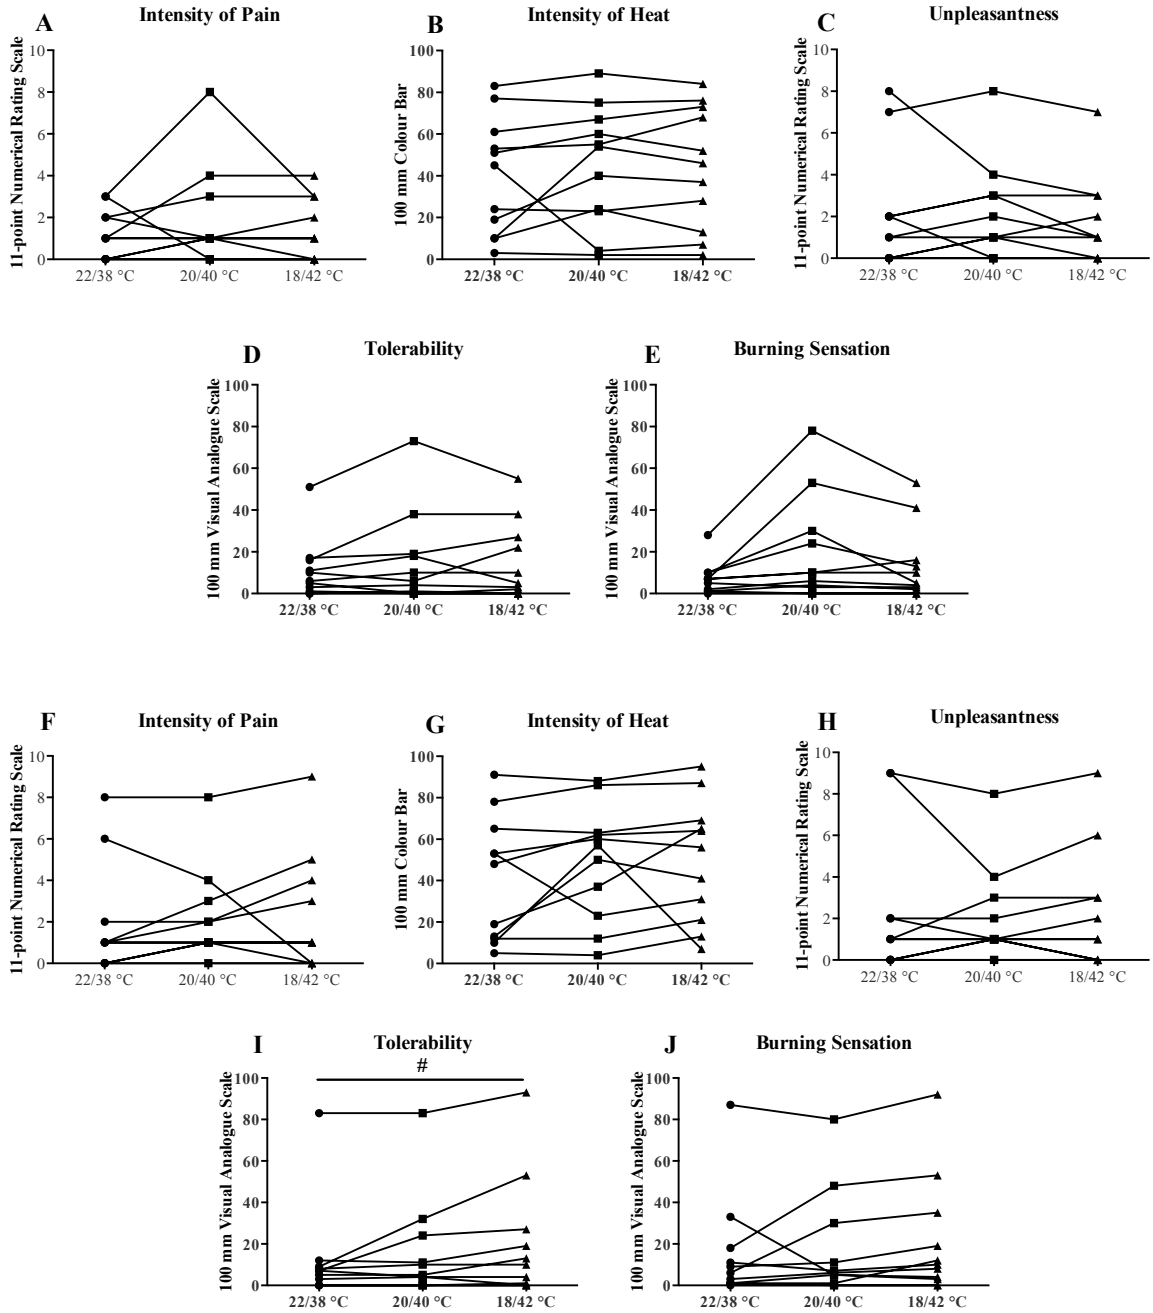 A
Intensity of Pain
11-point Numerical Rating Scale
10
8
6
4
2
0
22/38 °C 20/40 °C 18/42 °C
B
Intensity of Heat
100 mm Colour Bar
100
80
60
40
20
0
22/38 °C 20/40 °C 18/42 °C
C
Unpleasantness
11-point Numerical Rating Scale
10
8
6
4
2
0
22/38 °C 20/40 °C 18/42 °C
D
Tolerability
100 mm Visual Analogue Scale
100
80
60
40
20
0
22/38 °C 20/40 °C 18/42 °C
E
Burning Sensation
100 mm Visual Analogue Scale
100
80
60
40
20
0
22/38 °C 20/40 °C 18/42 °C
F
Intensity of Pain
11-point Numerical Rating Scale
10
8
6
4
2
0
22/38 °C 20/40 °C 18/42 °C
G
Intensity of Heat
100 mm Colour Bar
100
80
60
40
20
0
22/38 °C 20/40 °C 18/42 °C
H
Unpleasantness
11-point Numerical Rating Scale
10
8
6
4
2
0
22/38 °C 20/40 °C 18/42 °C
I
Tolerability
#
100 mm Visual Analogue Scale
100
80
60
40
20
0
22/38 °C 20/40 °C 18/42 °C
J
Burning Sensation
100 mm Visual Analogue Scale
100
80
60
40
20
0
22/38 °C 20/40 °C 18/42 °C